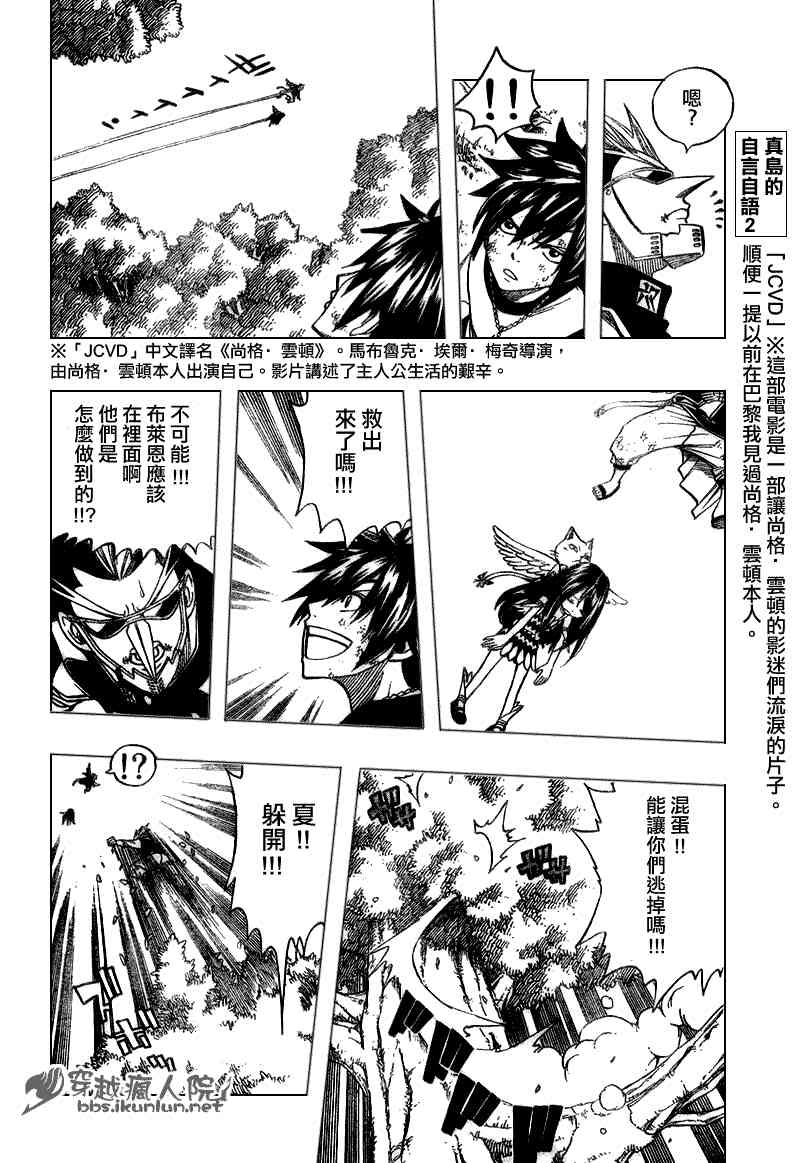 真島的
自言自語2
「JCVD」※這部電影是一部讓尚格．雲頓的影迷們流淚的片子。
順便一提以前在巴黎我見過尚格．雲頓本人。
嗯?
!!
※「JCVD」中文譯名《尚格．雲頓》。馬布魯克．埃爾．梅奇導演，
由尚格．雲頓本人出演自己。影片講述了主人公生活的艱辛。
救出
來了嗎!!!
不可能!!!
布萊恩應該
在裡面啊
他們是
怎麼做到
的!!?
混蛋!!
能讓你們逃掉嗎!!!
夏!!
躲開!!!
!?
穿越瘋人院
bbs.ikunlun.net